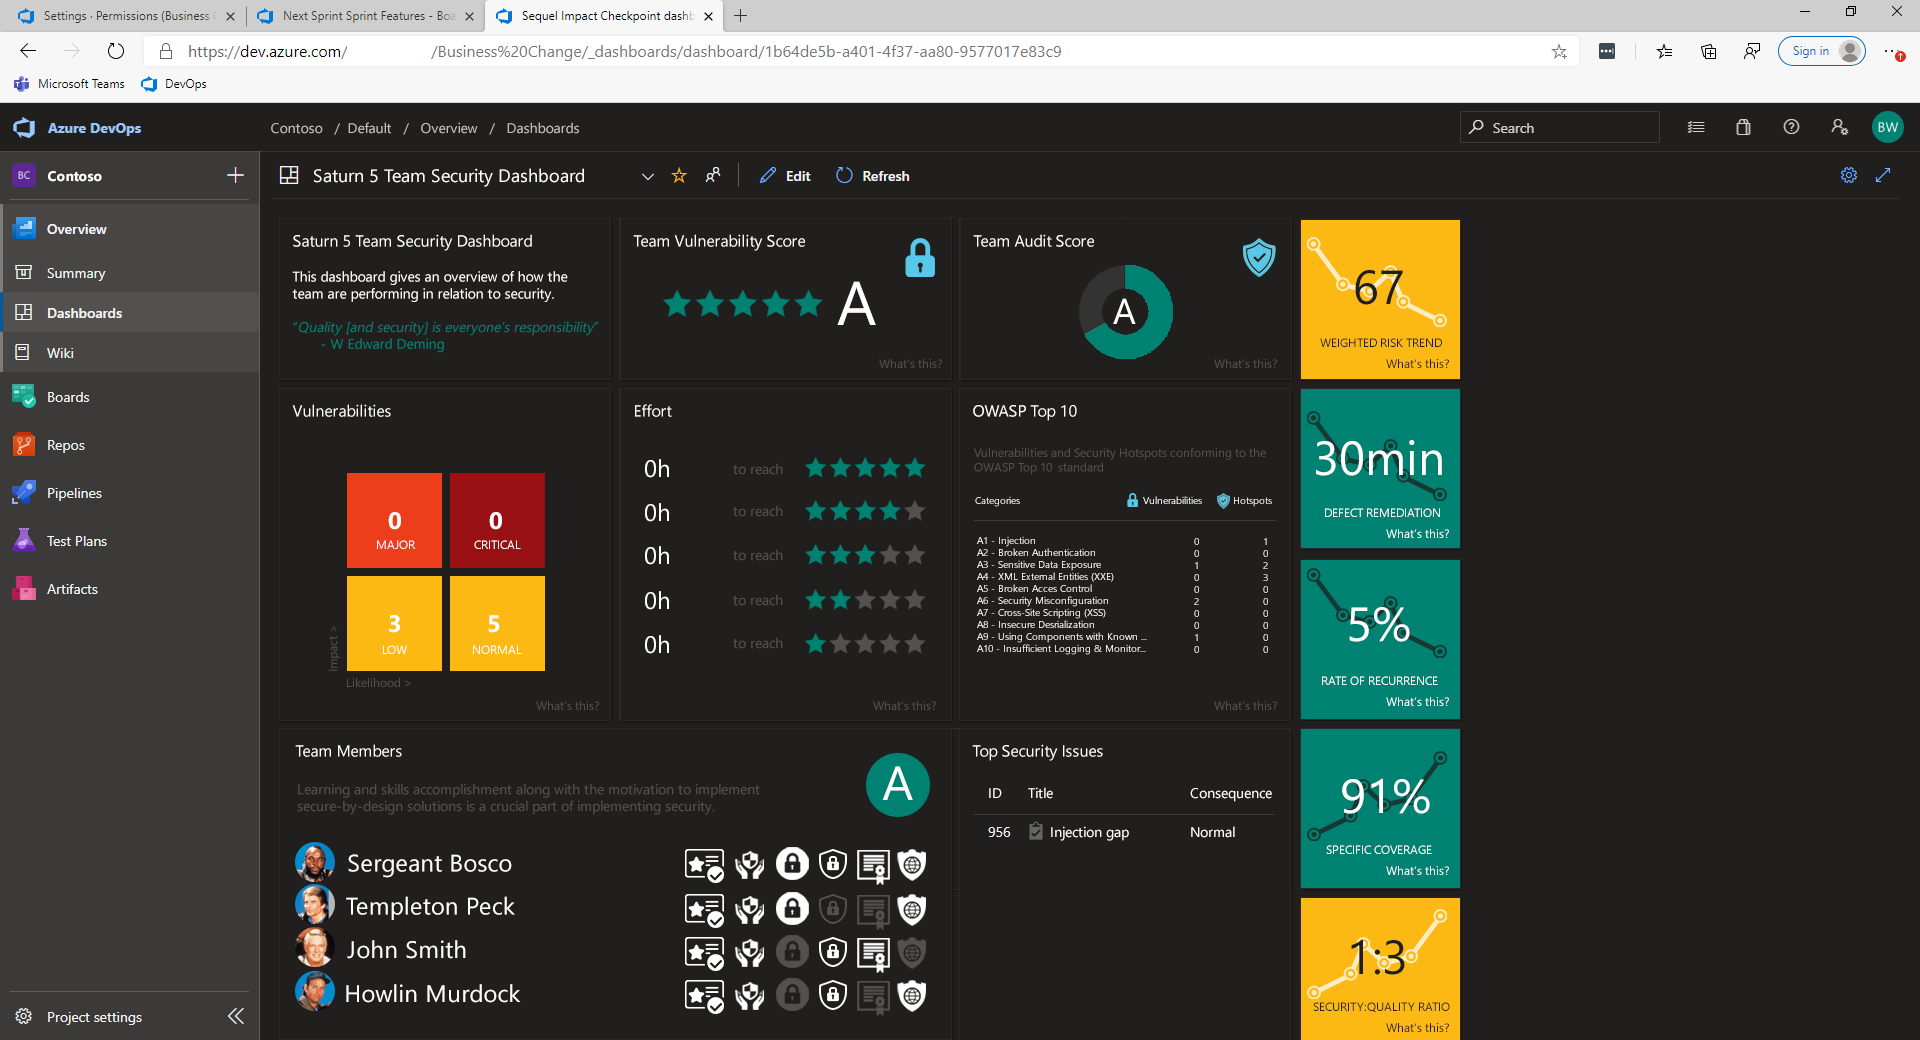 Settings · Permissions (Business
Next Sprint Sprint Features - Boa
Sequel Impact Checkpoint dashb
https://dev.azure.com/ /Business%20Change/_dashboards/dashboard/1b64de5b-a401-4f37-aa80-9577017e83c9
Sign in
Microsoft Teams
DevOps
Azure DevOps
Contoso / Default / Overview / Dashboards
Search
BW
BC
Contoso
Saturn 5 Team Security Dashboard
Edit
Refresh
Overview
Summary
Dashboards
Wiki
Boards
Repos
Pipelines
Test Plans
Artifacts
Project settings
Saturn 5 Team Security Dashboard
This dashboard gives an overview of how the
team are performing in relation to security.
"Quality [and security] is everyone's responsibility"
- W Edward Deming
Team Vulnerability Score
A
What's this?
Team Audit Score
A
What's this?
67
WEIGHTED RISK TREND
What's this?
Vulnerabilities
0
MAJOR
0
CRITICAL
3
LOW
5
NORMAL
Impact >
Likelihood >
What's this?
Effort
0h to reach
0h to reach
0h to reach
0h to reach
0h to reach
What's this?
OWASP Top 10
Vulnerabilities and Security Hotspots conforming to the
OWASP Top 10 standard
Categories Vulnerabilities Hotspots
A1 - Injection 0 1
A2 - Broken Authentication 0 0
A3 - Sensitive Data Exposure 1 2
A4 - XML External Entities (XXE) 0 3
A5 - Broken Acces Control 0 0
A6 - Security Misconfiguration 2 0
A7 - Cross-Site Scripting (XSS) 0 0
A8 - Insecure Desrialization 0 0
A9 - Using Components with Known ... 1 0
A10 - Insufficient Logging & Monitor... 0 0
What's this?
30min
DEFECT REMEDIATION
What's this?
5%
RATE OF RECURRENCE
What's this?
Team Members
Learning and skills accomplishment along with the motivation to implement
secure-by-design solutions is a crucial part of implementing security.
A
Sergeant Bosco
Templeton Peck
John Smith
Howlin Murdock
Top Security Issues
ID Title Consequence
956 Injection gap Normal
91%
SPECIFIC COVERAGE
What's this?
1:3
SECURITY:QUALITY RATIO
What's this?